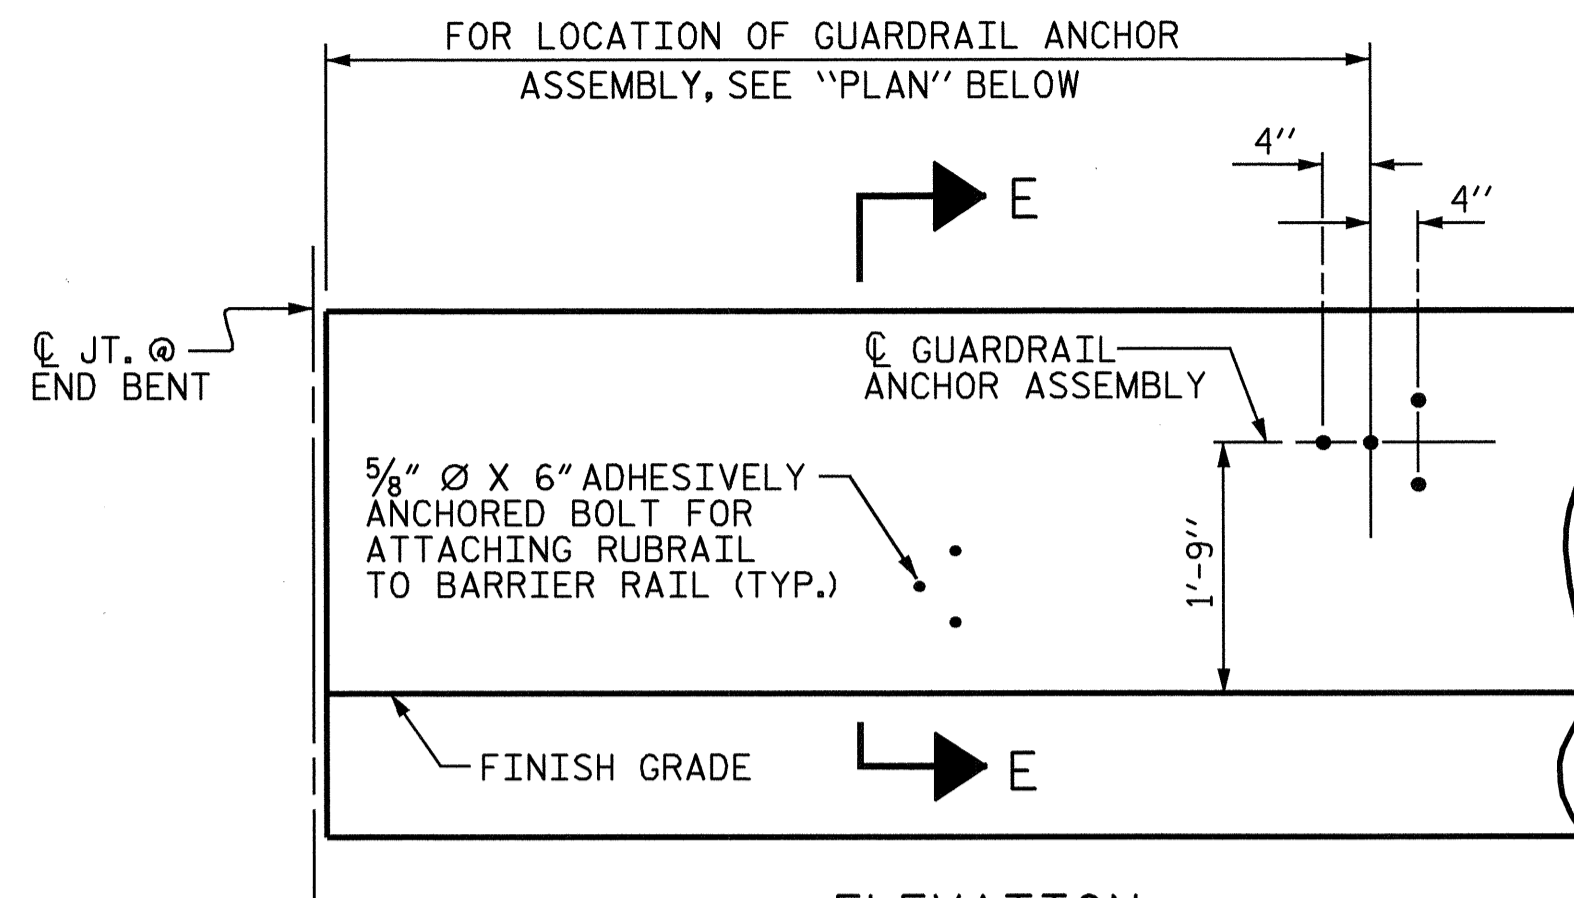 FOR LOCATION OF GUARDRAIL ANCHOR
ASSEMBLY, SEE "PLAN" BELOW
4"
4"
E
℄ JT. @
END BENT
℄ GUARDRAIL
ANCHOR ASSEMBLY
5/8" Ø X 6" ADHESIVELY
ANCHORED BOLT FOR
ATTACHING RUBRAIL
TO BARRIER RAIL (TYP.)
1'-9"
FINISH GRADE
E
ELEVATION